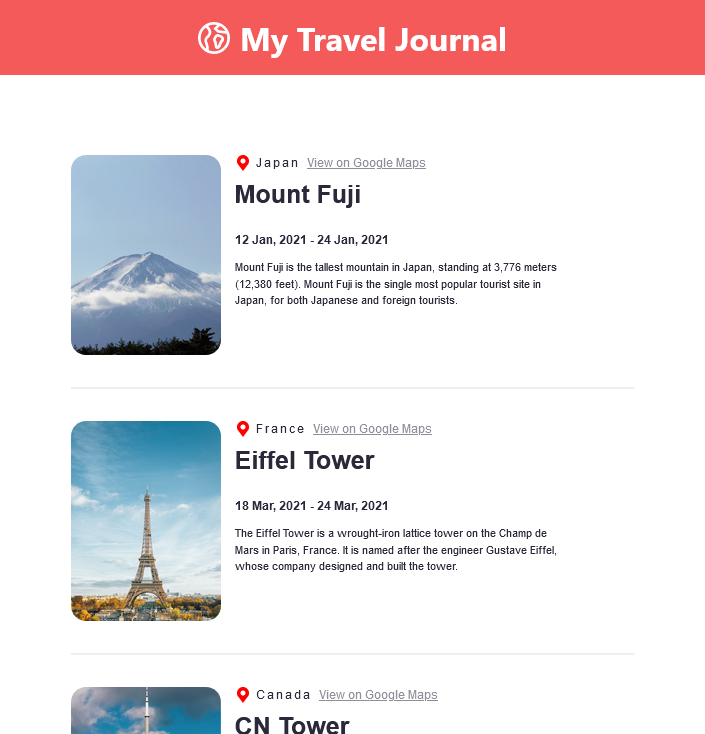 My Travel Journal
Japan View on Google Maps
Mount Fuji
12 Jan, 2021 - 24 Jan, 2021
Mount Fuji is the tallest mountain in Japan, standing at 3,776 meters
(12,380 feet). Mount Fuji is the single most popular tourist site in
Japan, for both Japanese and foreign tourists.
France View on Google Maps
Eiffel Tower
18 Mar, 2021 - 24 Mar, 2021
The Eiffel Tower is a wrought-iron lattice tower on the Champ de
Mars in Paris, France. It is named after the engineer Gustave Eiffel,
whose company designed and built the tower.
Canada View on Google Maps
CN Tower